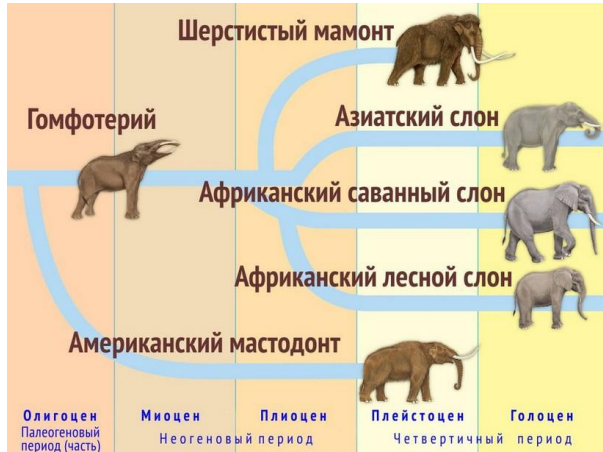 Шерстистый мамонт
Гомфотерий
Азиатский слон
Африканский саванный слон
Африканский лесной слон
Американский мастодонт
Олигоцен
Миоцен
Плиоцен
Плейстоцен
Голоцен
Палеогеновый
период (часть)
Неогеновый период
Четвертичный период